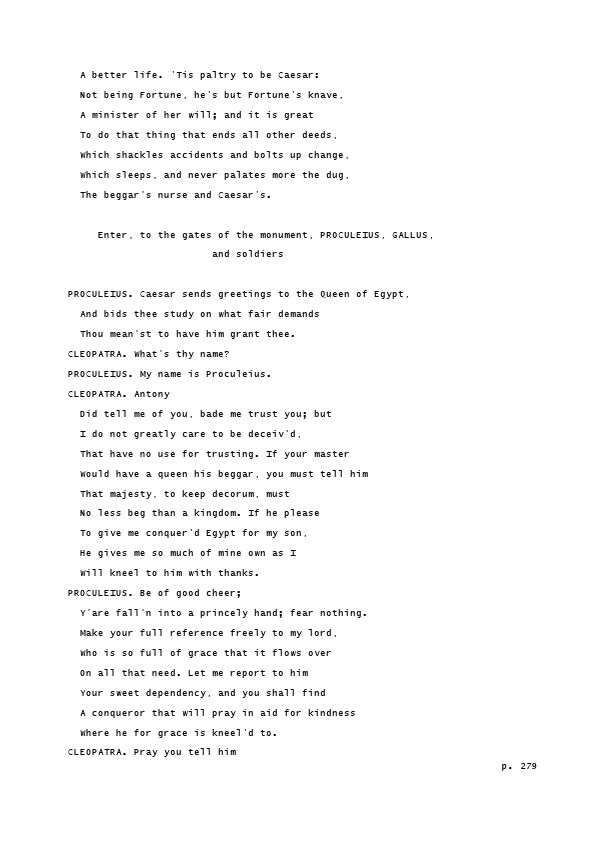 A better life. 'Tis paltry to be Caesar:
Not being Fortune, he's but Fortune's knave,
A minister of her will; and it is great
To do that thing that ends all other deeds,
Which shackles accidents and bolts up change,
Which sleeps, and never palates more the dug,
The beggar's nurse and Caesar's.
Enter, to the gates of the monument, PROCULEIUS, GALLUS,
and soldiers
PROCULEIUS. Caesar sends greetings to the Queen of Egypt,
And bids thee study on what fair demands
Thou mean'st to have him grant thee.
CLEOPATRA. What's thy name?
PROCULEIUS. My name is Proculeius.
CLEOPATRA. Antony
Did tell me of you, bade me trust you; but
I do not greatly care to be deceiv'd,
That have no use for trusting. If your master
Would have a queen his beggar, you must tell him
That majesty, to keep decorum, must
No less beg than a kingdom. If he please
To give me conquer'd Egypt for my son,
He gives me so much of mine own as I
Will kneel to him with thanks.
PROCULEIUS. Be of good cheer;
Y'are fall'n into a princely hand; fear nothing.
Make your full reference freely to my lord,
Who is so full of grace that it flows over
On all that need. Let me report to him
Your sweet dependency, and you shall find
A conqueror that will pray in aid for kindness
Where he for grace is kneel'd to.
CLEOPATRA. Pray you tell him
p. 279